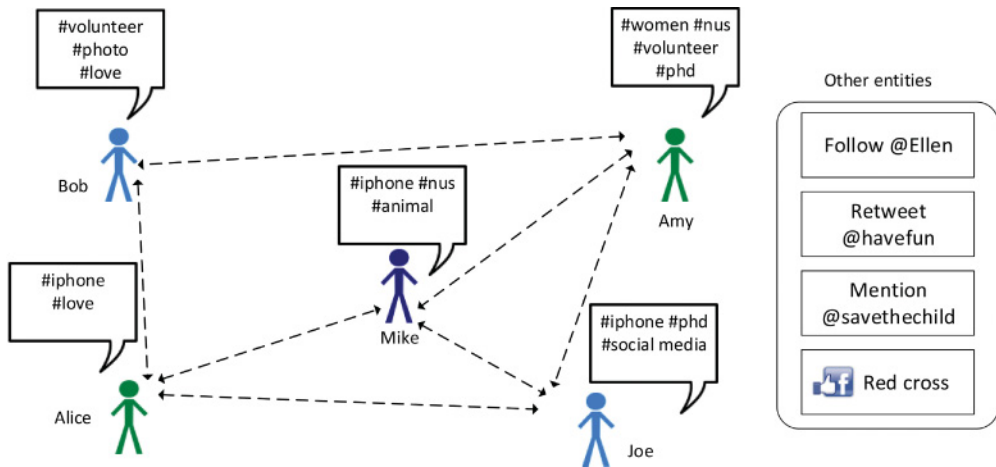 #volunteer
#photo
#love
Bob
#women #nus
#volunteer
#phd
Amy
#iphone #nus
#animal
Mike
#iphone
#love
Alice
#iphone #phd
#social media
Joe
Other entities
Follow @Ellen
Retweet
@havefun
Mention
@savethechild
f Red cross